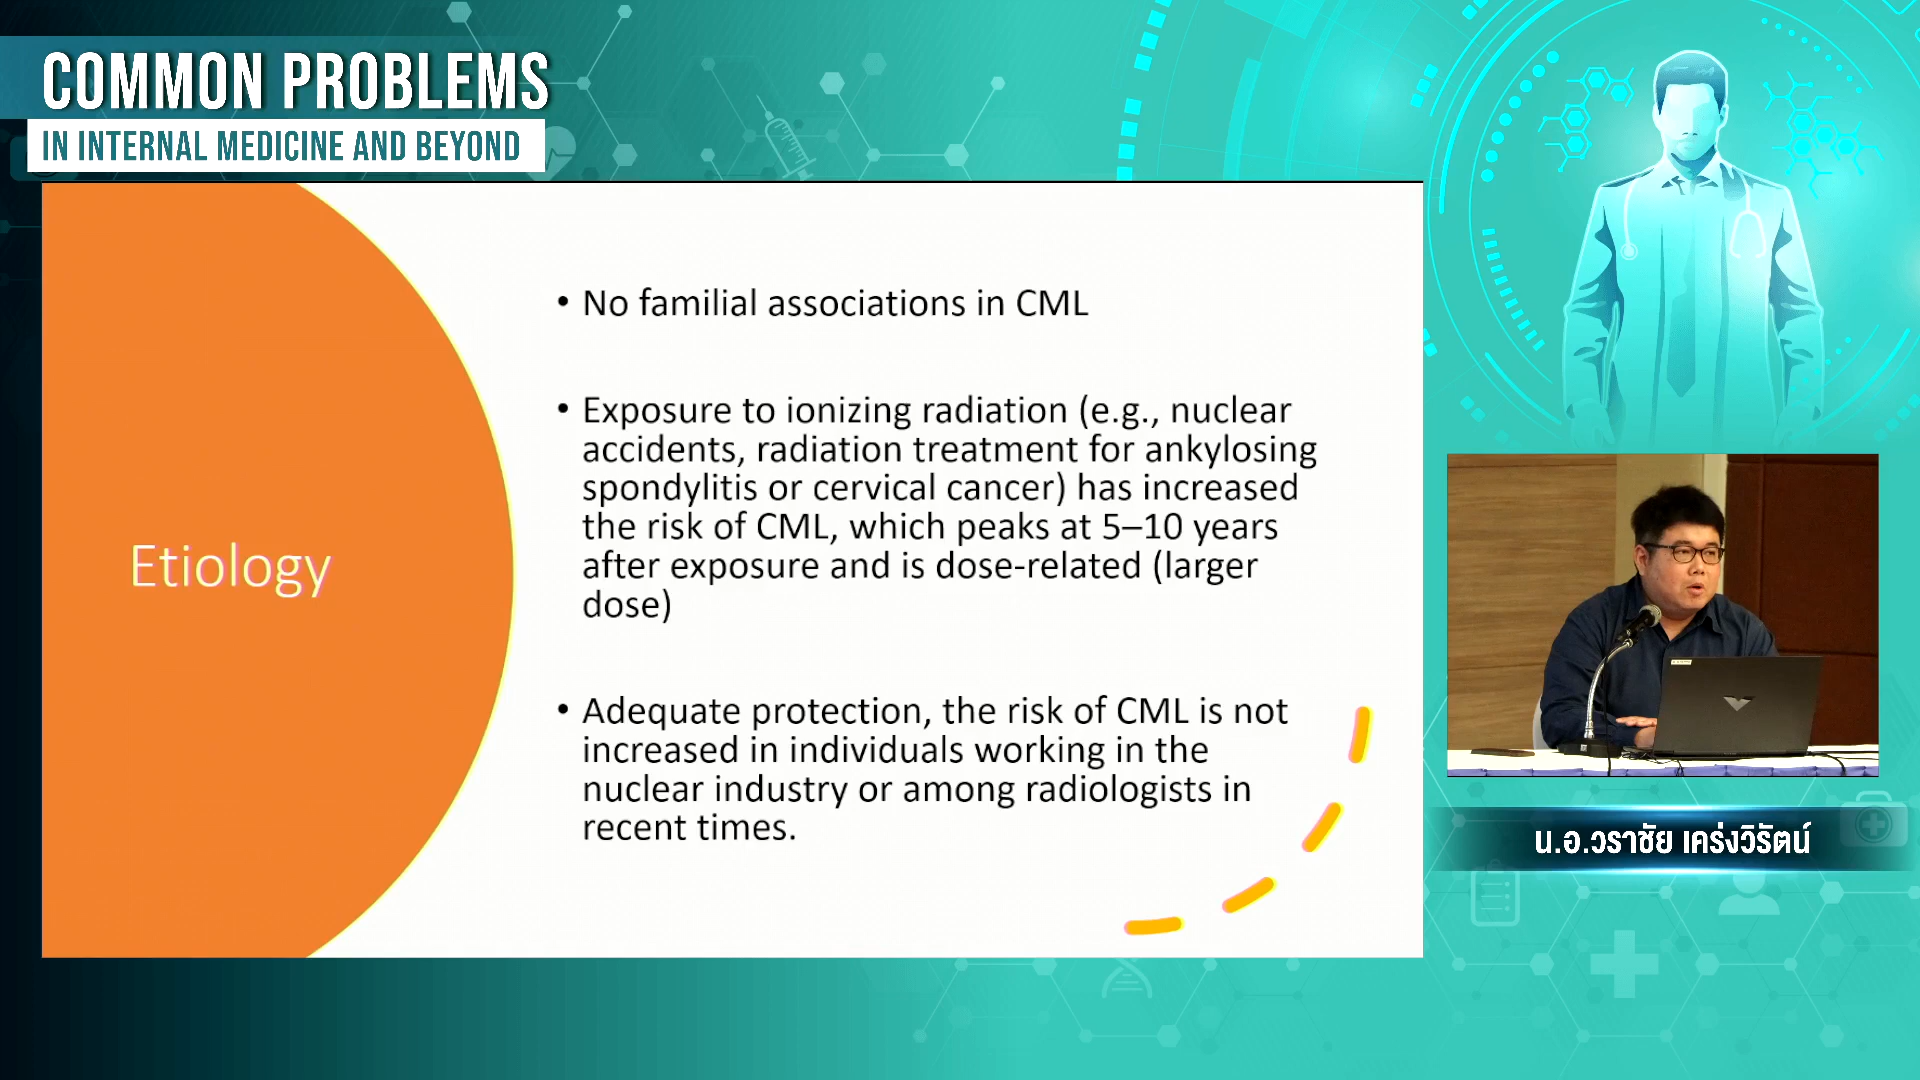 COMMON PROBLEMS
IN INTERNAL MEDICINE AND BEYOND
Etiology
• No familial associations in CML
• Exposure to ionizing radiation (e.g., nuclear
accidents, radiation treatment for ankylosing
spondylitis or cervical cancer) has increased
the risk of CML, which peaks at 5–10 years
after exposure and is dose-related (larger
dose)
• Adequate protection, the risk of CML is not
increased in individuals working in the
nuclear industry or among radiologists in
recent times.
น.อ.วราชัย เคร่งวิรัตน์